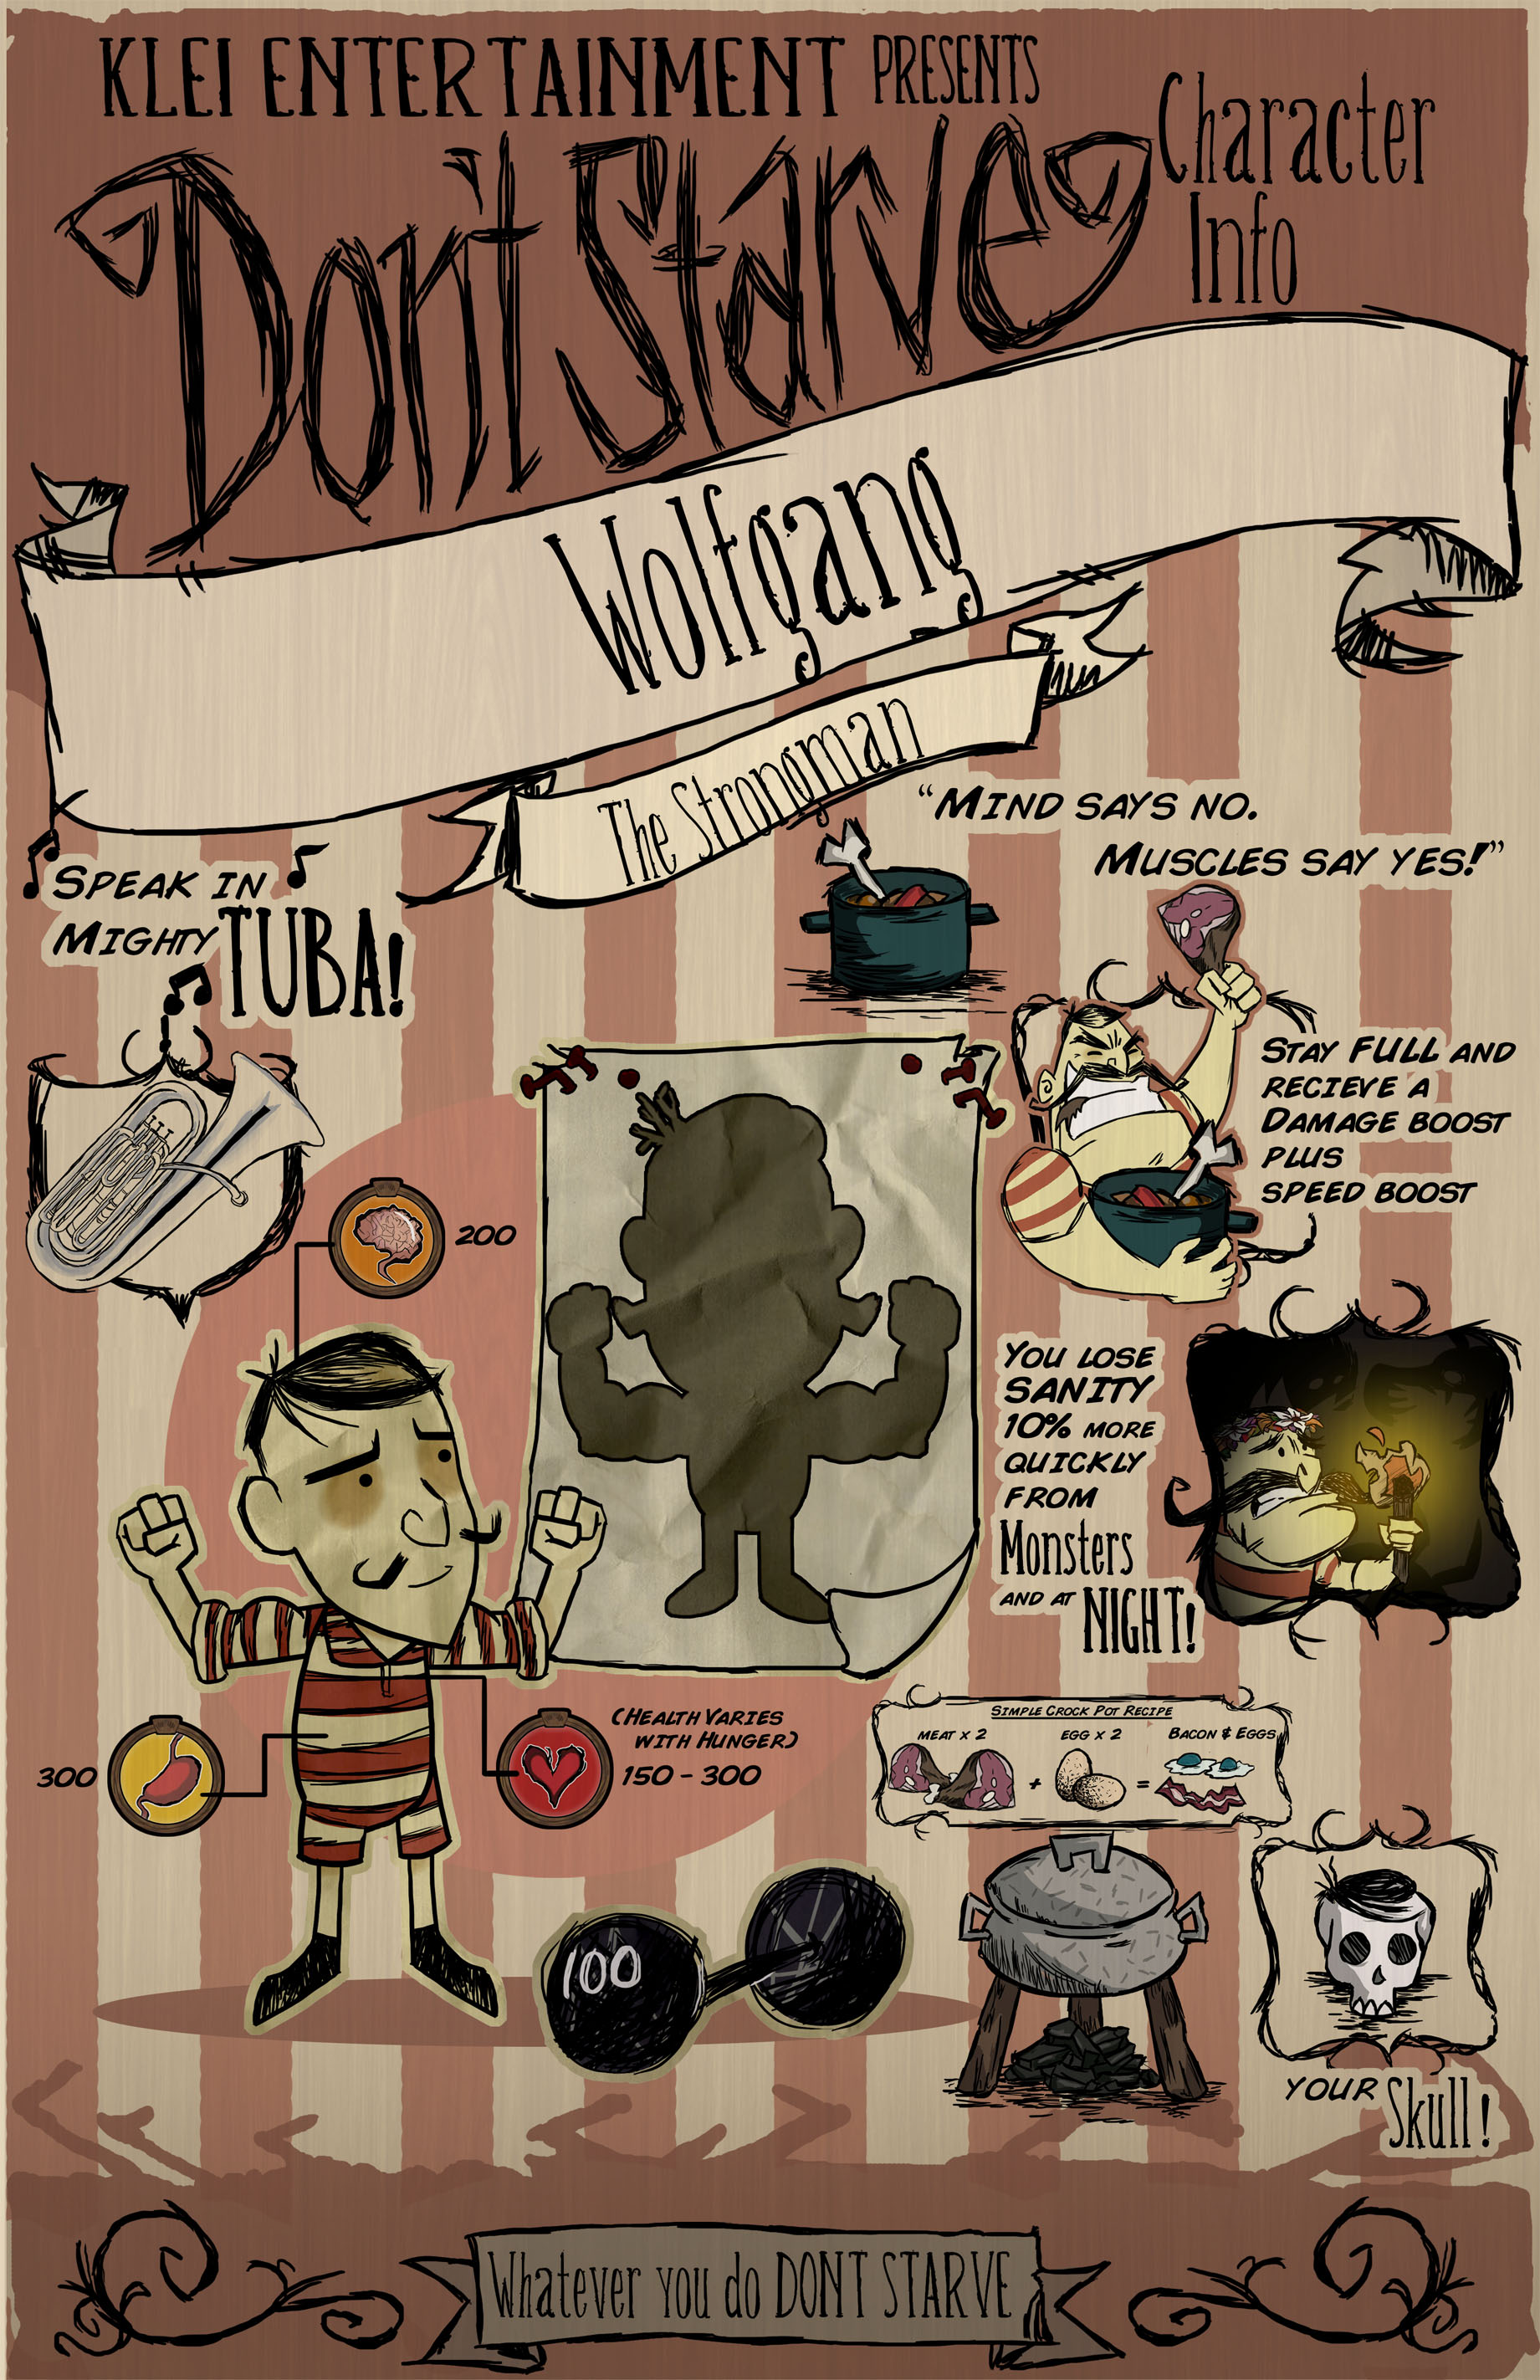 KLEI ENTERTAINMENT PRESENTS
Don't Starve
Character
Info
Wolfgang
The Strongman
"MIND SAYS NO.
MUSCLES SAY YES!"
SPEAK IN
MIGHTY TUBA!
STAY FULL AND
RECIEVE A
DAMAGE BOOST
PLUS
SPEED BOOST
200
YOU LOSE
SANITY
10% MORE
QUICKLY
FROM
Monsters
AND AT NIGHT!
300
(HEALTH VARIES
WITH HUNGER)
150 - 300
SIMPLE CROCK POT RECIPE
MEAT x 2 EGG x 2 BACON & EGGS
+ =
100
YOUR Skull!
Whatever you do DONT STARVE